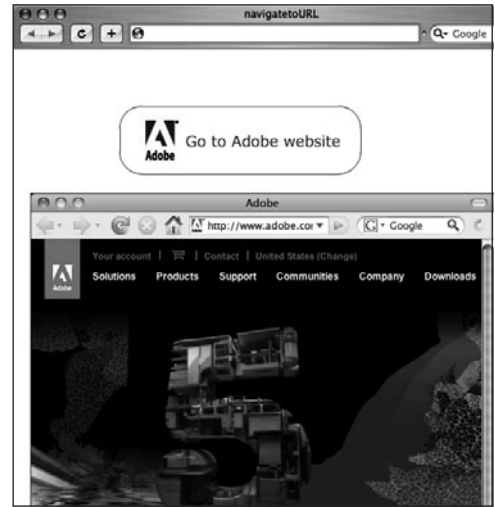 navigatetoURL
Google
Adobe
Go to Adobe website
Adobe
http://www.adobe.cor
Google
Your account | | Contact | United States (Change)
Adobe
Solutions Products Support Communities Company Downloads